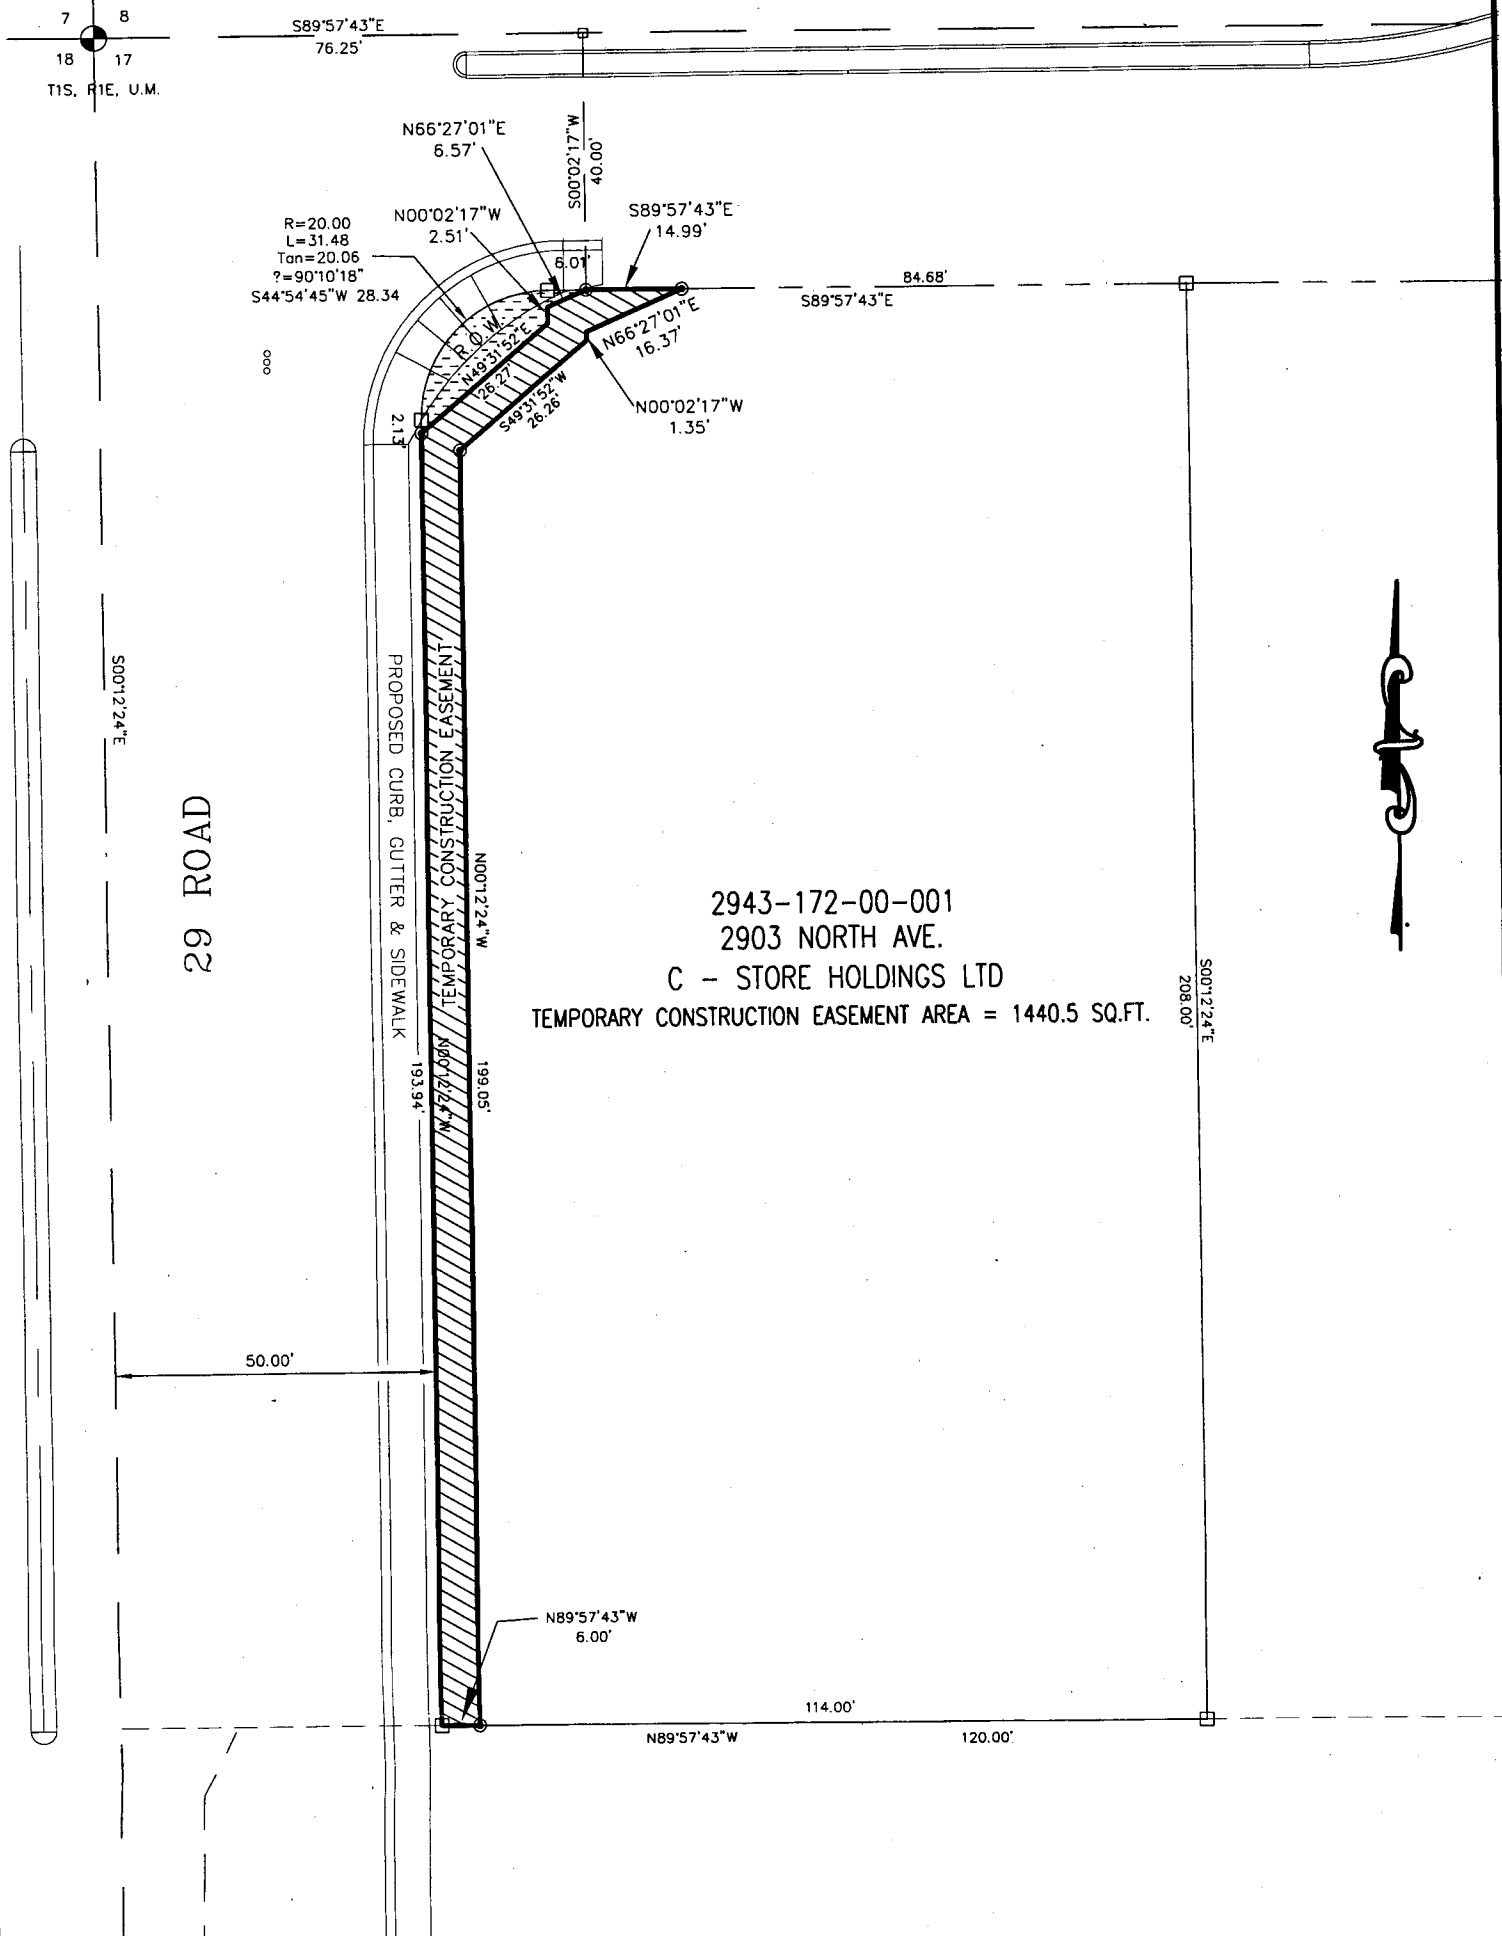 7 8
18 17
T1S, R1E, U.M.
S89°57'43"E
76.25'
N66°27'01"E
6.57'
S00°02'17"W
40.00'
N00°02'17"W
2.51'
S89°57'43"E
14.99'
R=20.00
L=31.48
Tan=20.06
?=90°10'18"
S44°54'45"W 28.34
6.01'
84.68'
S89°57'43"E
R.O.W.
N49°31'52"E
26.27'
N66°27'01"E
16.37'
S49°31'52"W
26.26'
N00°02'17"W
1.35'
2.13'
S00°12'24"E
29 ROAD
PROPOSED CURB, GUTTER & SIDEWALK
TEMPORARY CONSTRUCTION EASEMENT
N00°12'24"W
193.94'
N00°12'24"W
199.05'
2943-172-00-001
2903 NORTH AVE.
C - STORE HOLDINGS LTD
TEMPORARY CONSTRUCTION EASEMENT AREA = 1440.5 SQ.FT.
S00°12'24"E
208.00'
50.00'
N89°57'43"W
6.00'
114.00'
N89°57'43"W 120.00'